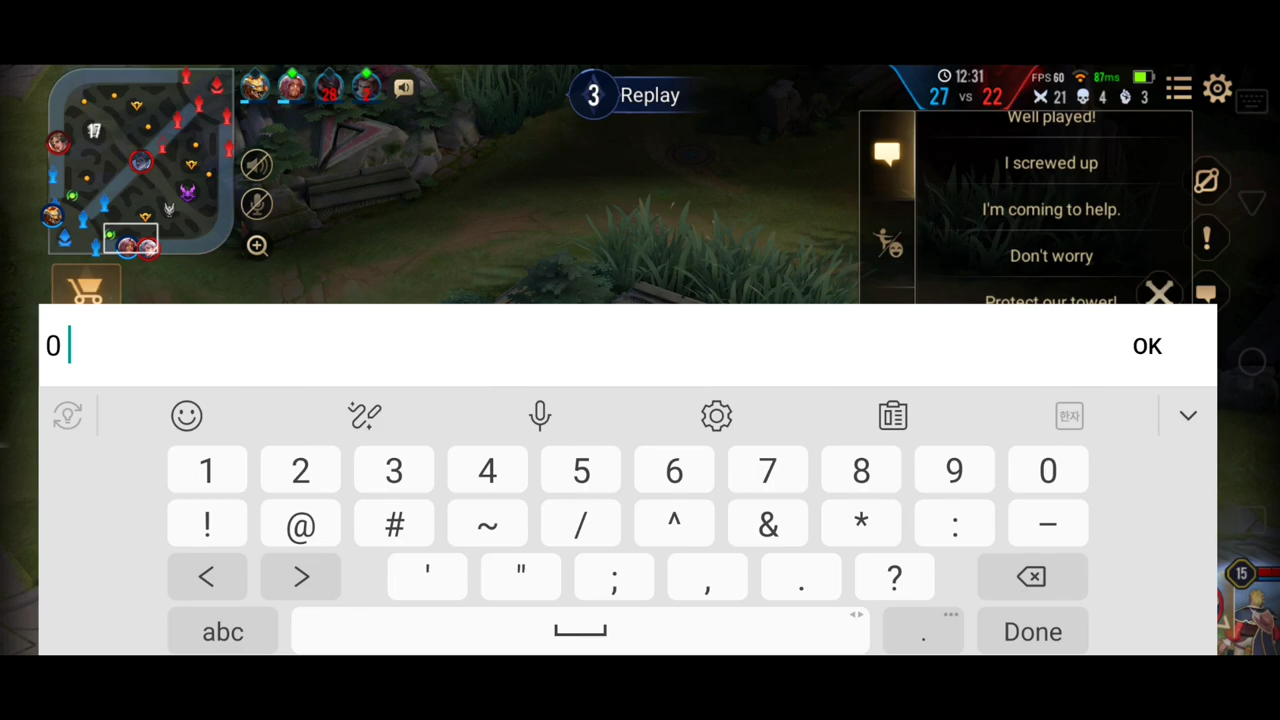 12:31
FPS 60
87ms
27 vs 22
21
4
3
3 Replay
17
28
7
Well played!
I screwed up
I'm coming to help.
Don't worry
Protect our tower!
0
OK
한자
1 2 3 4 5 6 7 8 9 0
! @ # ~ / ^ & * : –
< > ' " ; , . ?
abc . Done
15